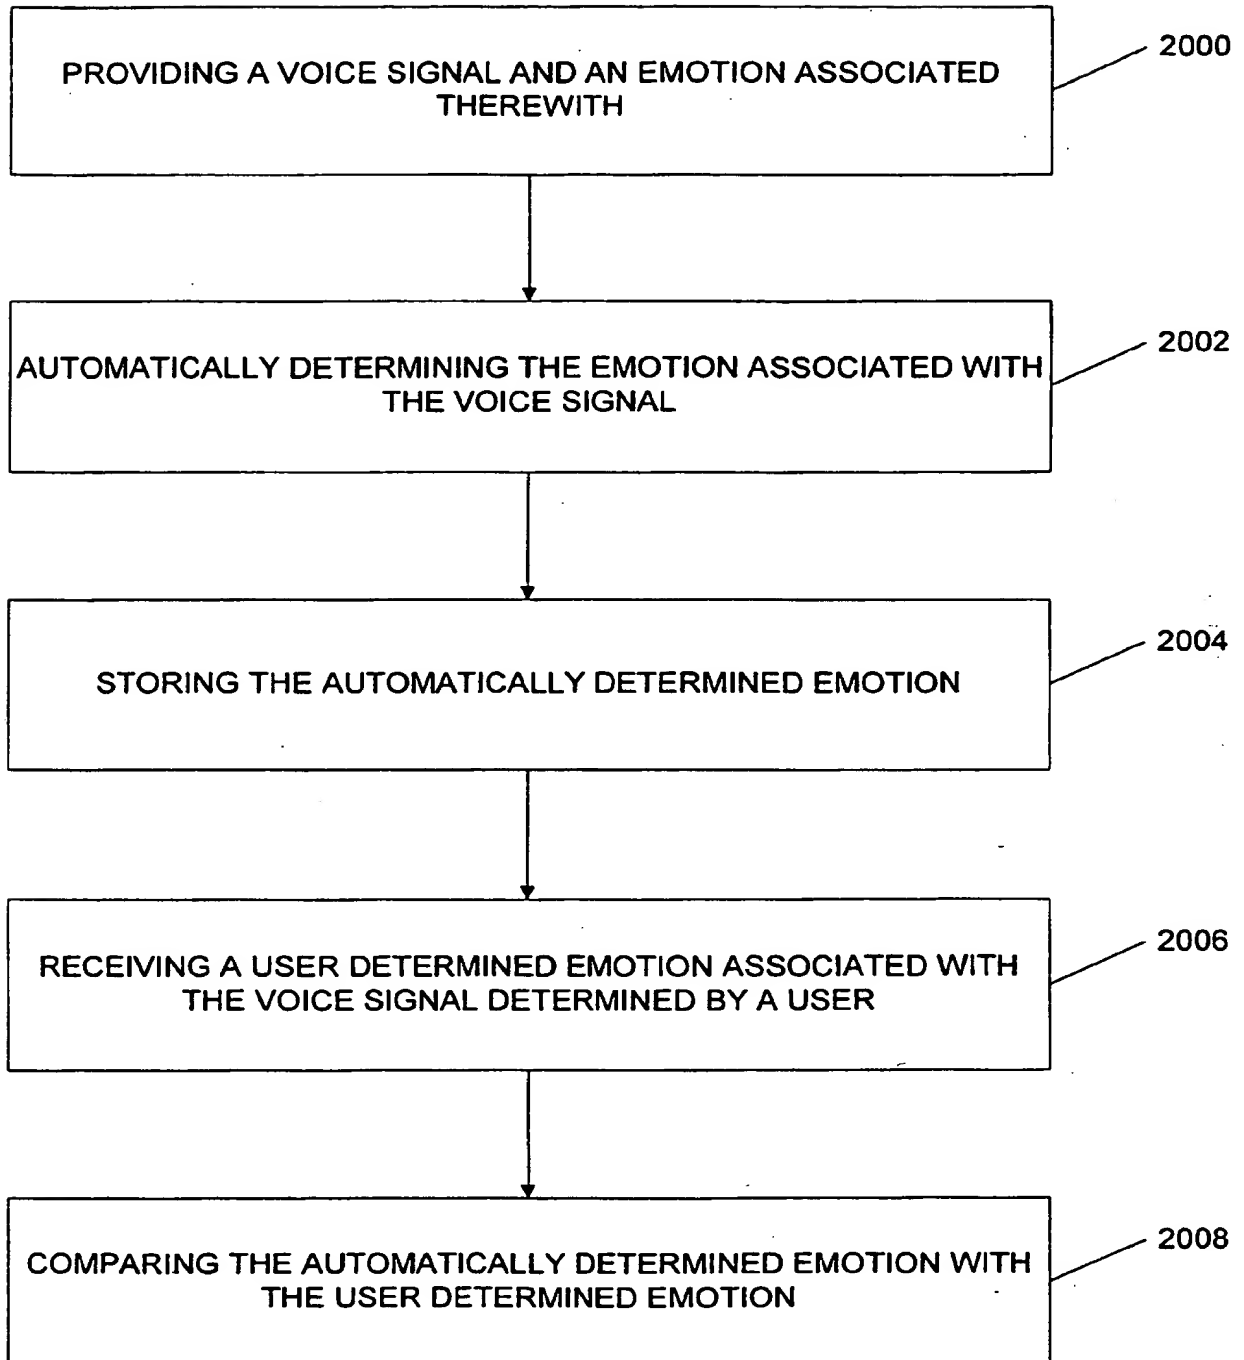 PROVIDING A VOICE SIGNAL AND AN EMOTION ASSOCIATED
THEREWITH
2000
AUTOMATICALLY DETERMINING THE EMOTION ASSOCIATED WITH
THE VOICE SIGNAL
2002
STORING THE AUTOMATICALLY DETERMINED EMOTION
2004
RECEIVING A USER DETERMINED EMOTION ASSOCIATED WITH
THE VOICE SIGNAL DETERMINED BY A USER
2006
COMPARING THE AUTOMATICALLY DETERMINED EMOTION WITH
THE USER DETERMINED EMOTION
2008